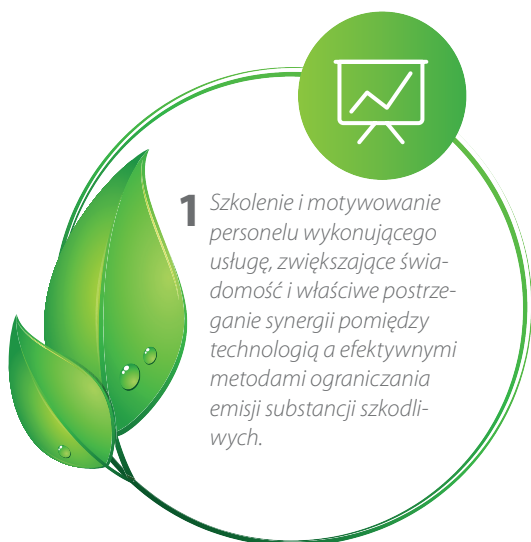 1 Szkolenie i motywowanie
personelu wykonującego
usługę, zwiększające świa-
domość i właściwe postrze-
ganie synergii pomiędzy
technologią a efektywnymi
metodami ograniczania
emisji substancji szkodli-
wych.